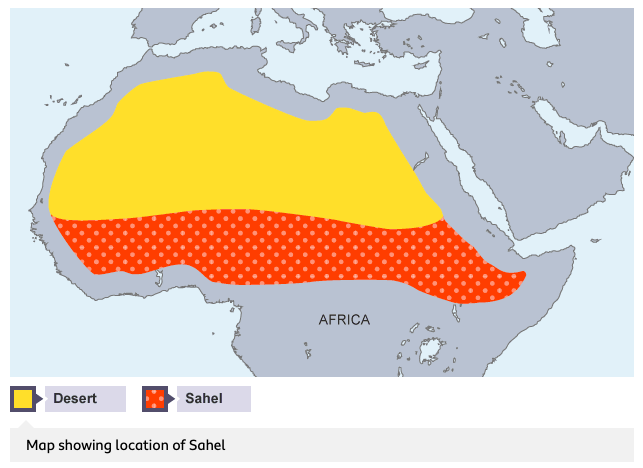 AFRICA
Desert
Sahel
Map showing location of Sahel